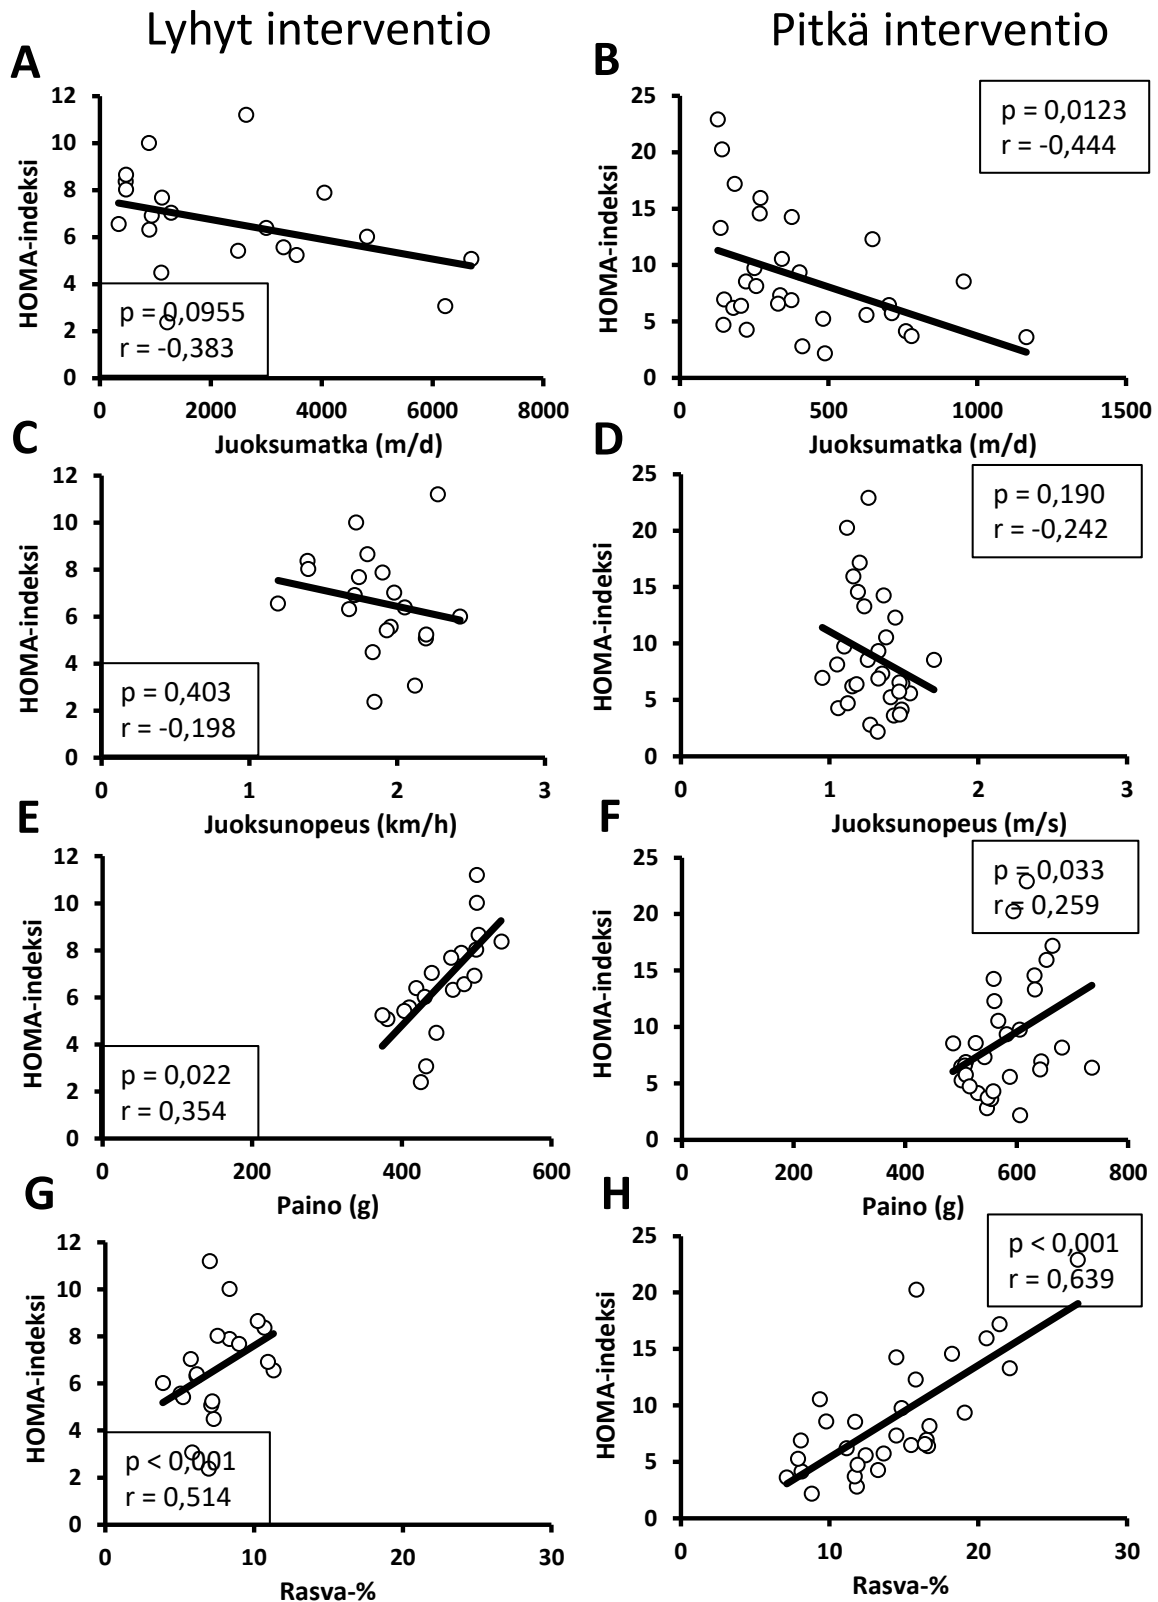 Lyhyt interventio
Pitkä interventio
A
12
10
8
6
4
2
0
HOMA-indeksi
p = 0,0955
r = -0,383
0 2000 4000 6000 8000
Juoksumatka (m/d)
B
25
20
15
10
5
0
HOMA-indeksi
p = 0,0123
r = -0,444
0 500 1000 1500
Juoksumatka (m/d)
C
12
10
8
6
4
2
0
HOMA-indeksi
p = 0,403
r = -0,198
0 1 2 3
Juoksunopeus (km/h)
D
25
20
15
10
5
0
HOMA-indeksi
p = 0,190
r = -0,242
0 1 2 3
Juoksunopeus (m/s)
E
12
10
8
6
4
2
0
HOMA-indeksi
p = 0,022
r = 0,354
0 200 400 600
Paino (g)
F
25
20
15
10
5
0
HOMA-indeksi
p = 0,033
r = 0,259
0 200 400 600 800
Paino (g)
G
12
10
8
6
4
2
0
HOMA-indeksi
p < 0,001
r = 0,514
0 10 20 30
Rasva-%
H
25
20
15
10
5
0
HOMA-indeksi
p < 0,001
r = 0,639
0 10 20 30
Rasva-%